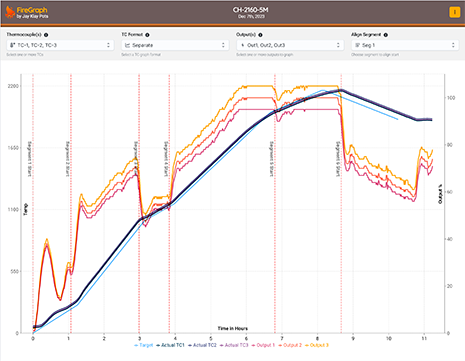 FireGraph
by Jay Klay Pots
CH-2160-5M
Dec 7th, 2023
Thermocouple(s)
TC Format
Output(s)
Align Segment
TC-1, TC-2, TC-3
Separate
Out1, Out2, Out3
Seg 1
Select one or more TCs
Select a TC graph format
Select one or more outputs to graph
Choose segment to align start
2200
1650
1100
550
0
100
80
60
40
20
0
Temp
Output %
Segment 1 Start
Segment 2 Start
Segment 3 Start
Segment 4 Start
Segment 5 Start
Segment 6 Start
0
1
2
3
4
5
6
7
8
9
10
11
Time in Hours
Target
Actual TC1
Actual TC2
Actual TC3
Output 1
Output 2
Output 3